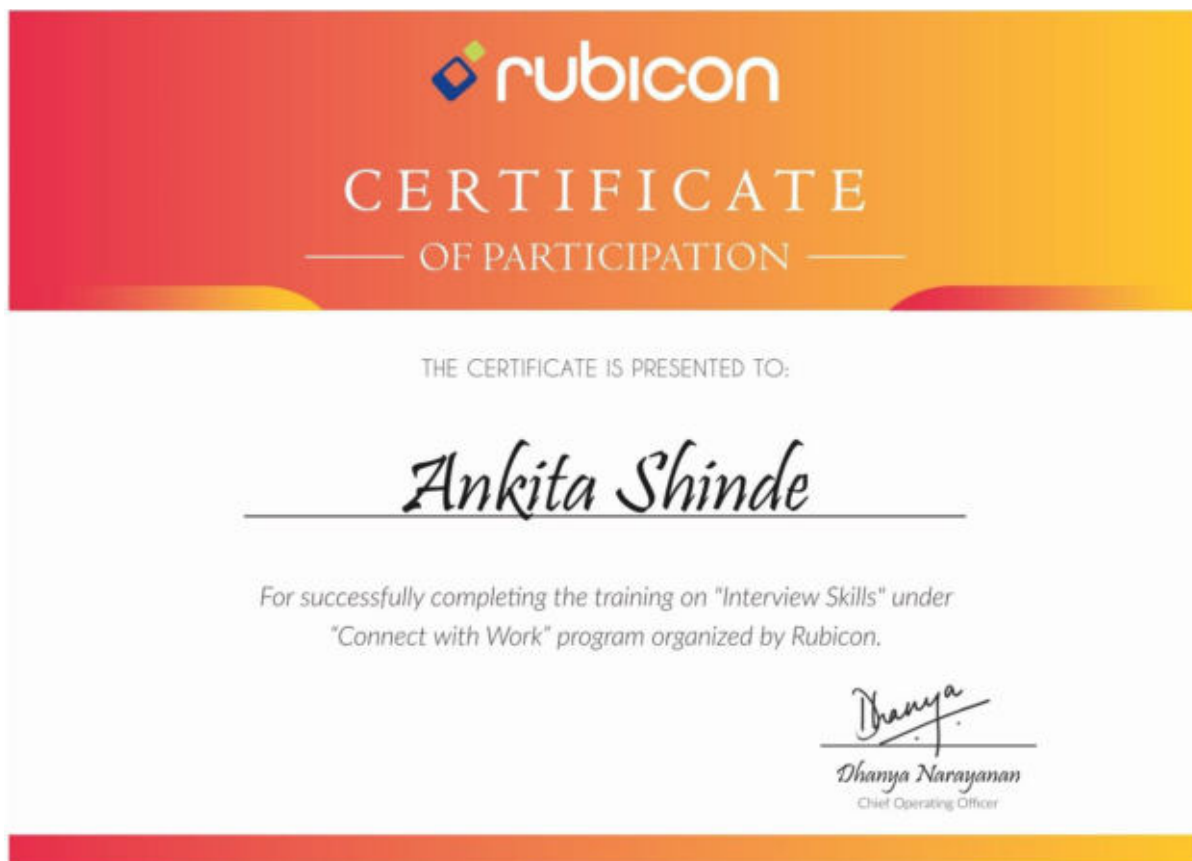 rubicon
CERTIFICATE
OF PARTICIPATION
THE CERTIFICATE IS PRESENTED TO:
Ankita Shinde
For successfully completing the training on "Interview Skills" under
"Connect with Work" program organized by Rubicon.
Dhanya
Dhanya Narayanan
Chief Operating Officer